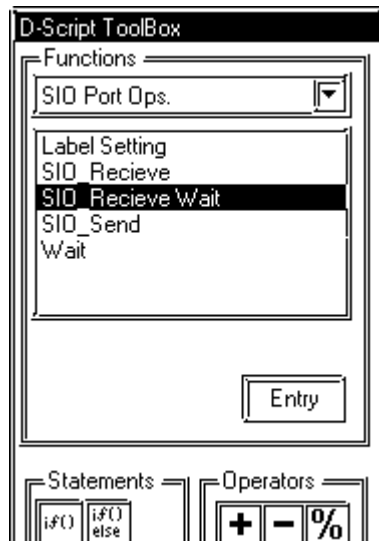 D-Script ToolBox
Functions
SIO Port Ops.
Label Setting
SIO_Recieve
SIO_Recieve Wait
SIO_Send
Wait
Entry
Statements
Operators
if()
if()
else
+ - %